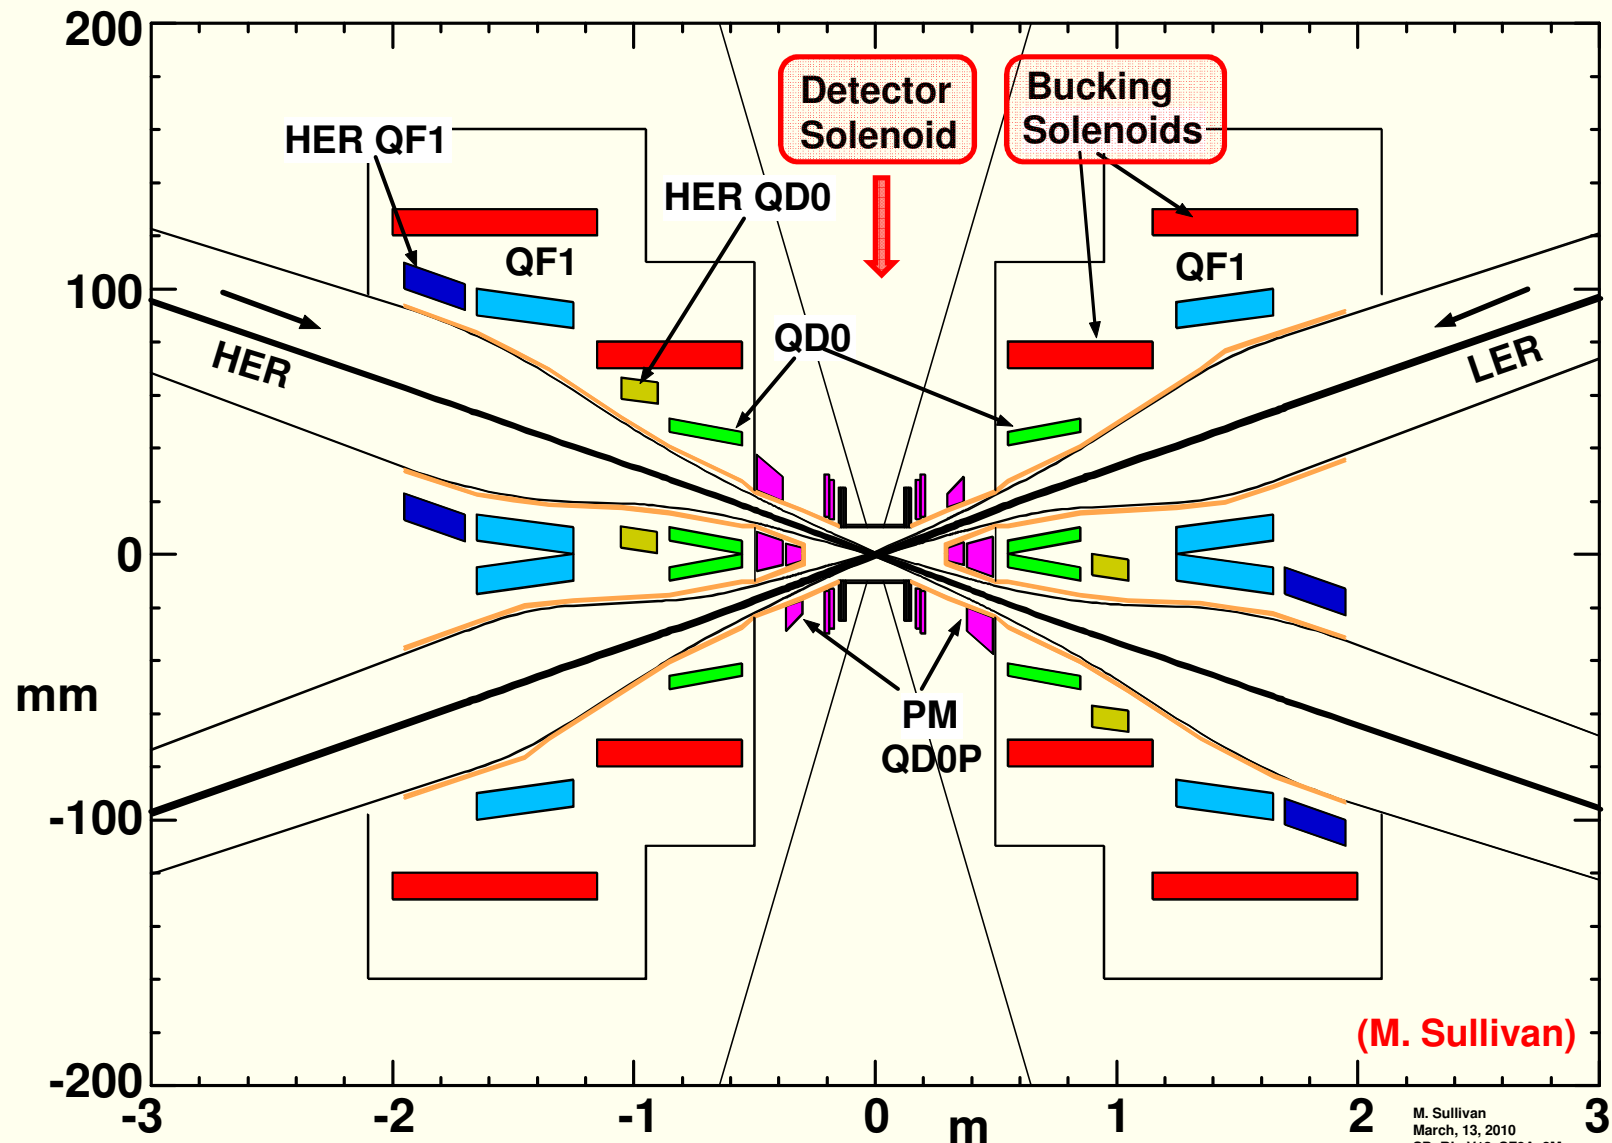 200
100
0
-100
-200
mm
-3
-2
-1
0
1
2
3
m
Detector
Solenoid
Bucking
Solenoids
HER QF1
HER QD0
QF1
QF1
QD0
HER
LER
PM
QD0P
(M. Sullivan)
M. Sullivan
March, 13, 2010